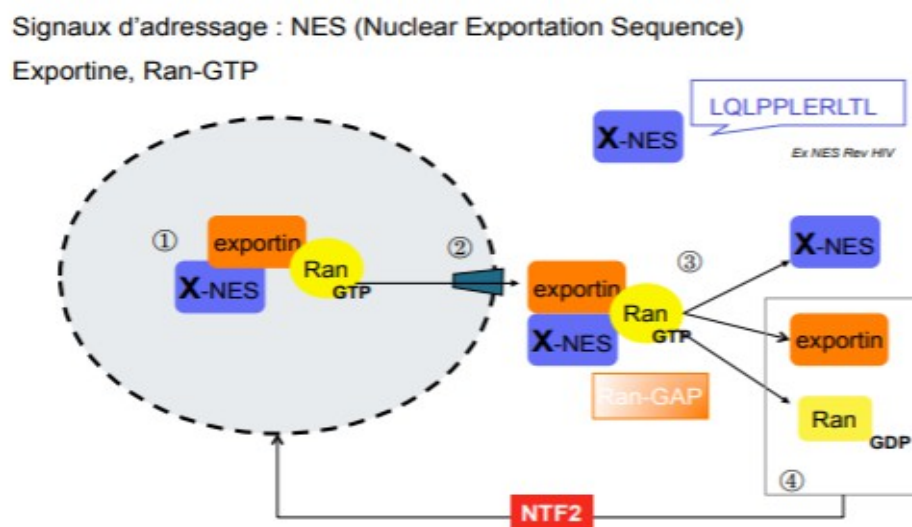 Signaux d'adressage : NES (Nuclear Exportation Sequence)
Exportine, Ran-GTP
LQLPPLERLTL
X-NES
Ex NES Rev HIV
①
exportin
X-NES
Ran
GTP
②
exportin
X-NES
Ran
GTP
③
Ran-GAP
X-NES
exportin
Ran
GDP
④
NTF2